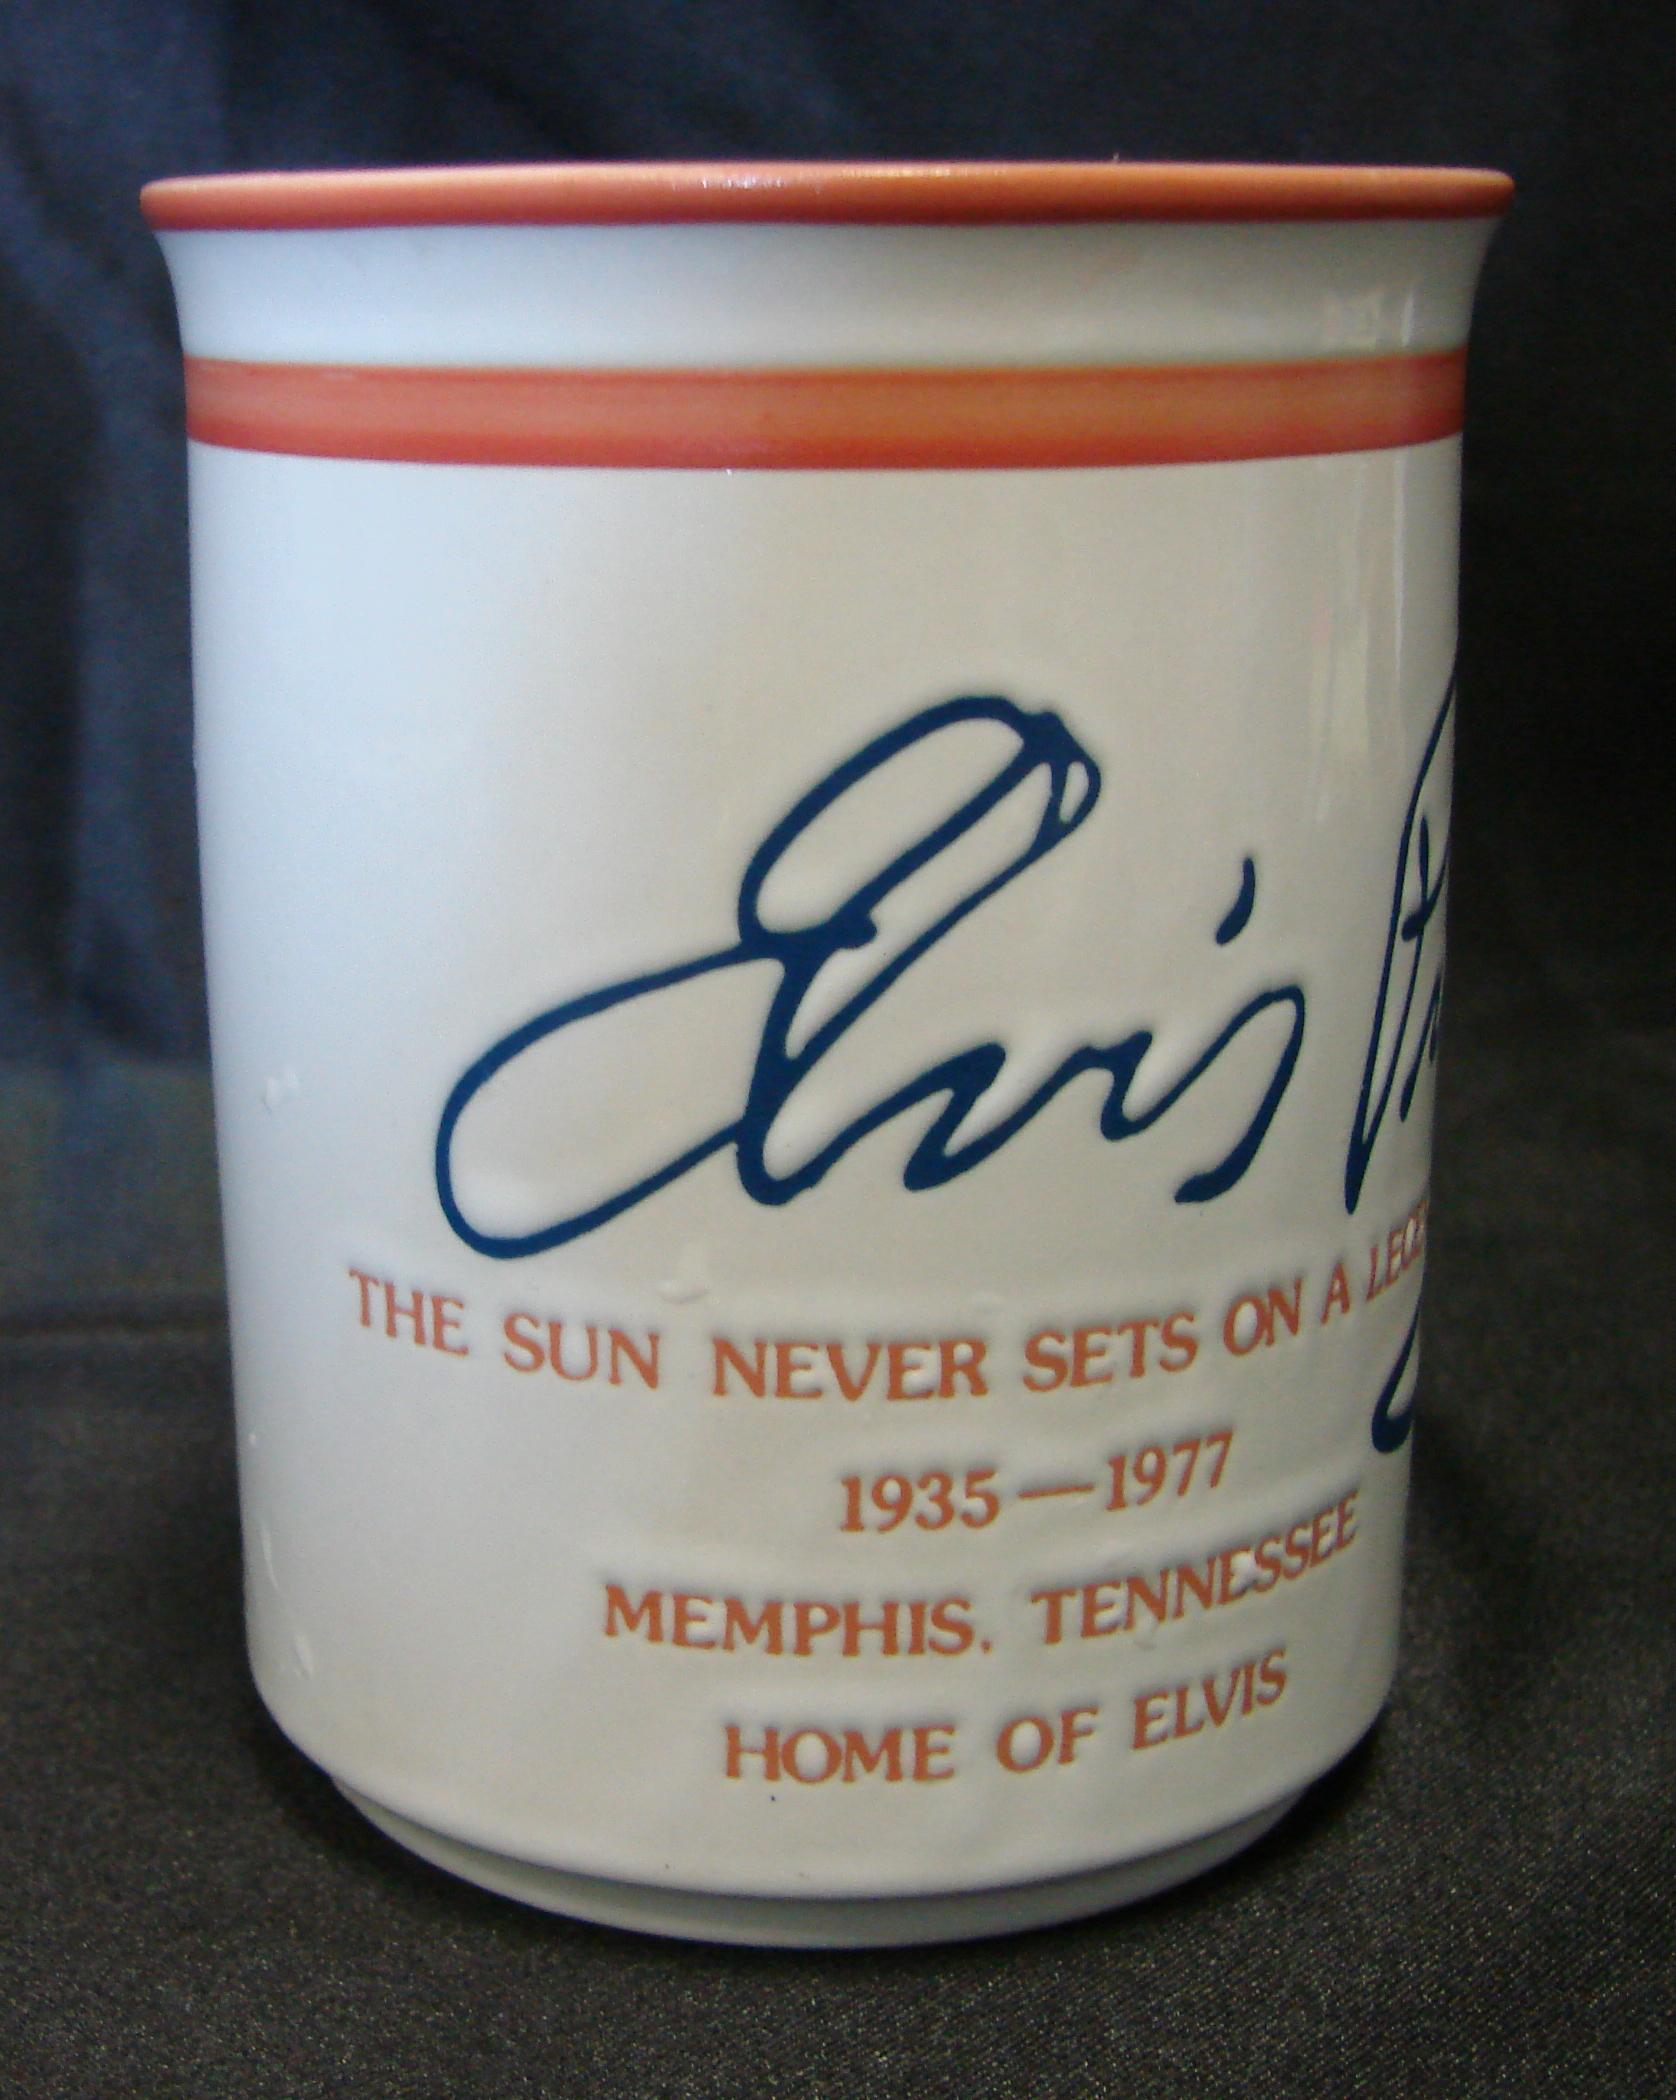 Elvis
THE SUN NEVER SETS ON A
1935—1977
MEMPHIS, TENNESSEE
HOME OF ELVIS